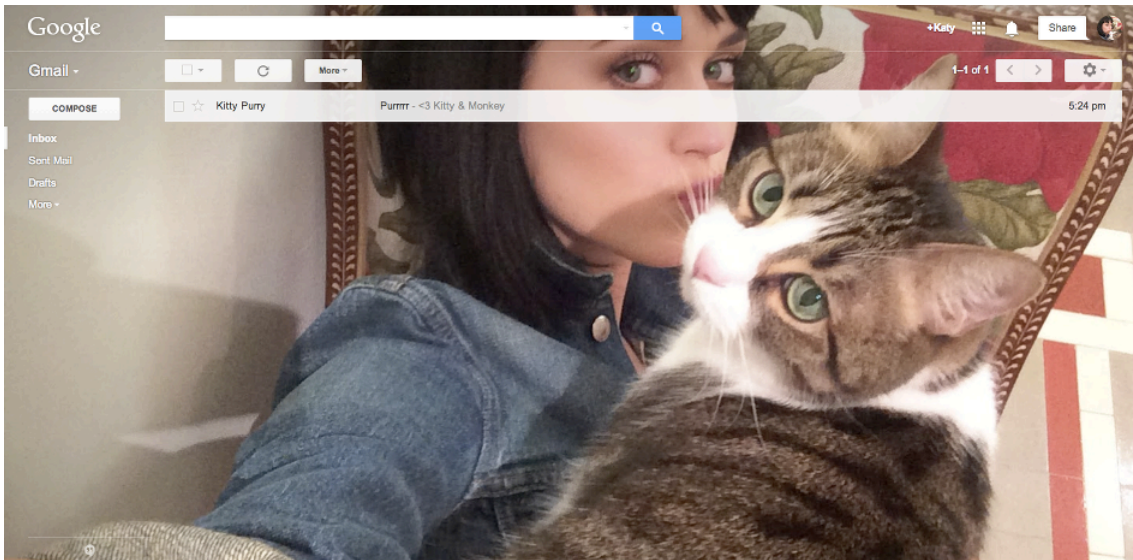 Google
+Katy
Share
Gmail
More
1–1 of 1
COMPOSE
Kitty Purry
Purrrrr - <3 Kitty & Monkey
5:24 pm
Inbox
Sent Mail
Drafts
More